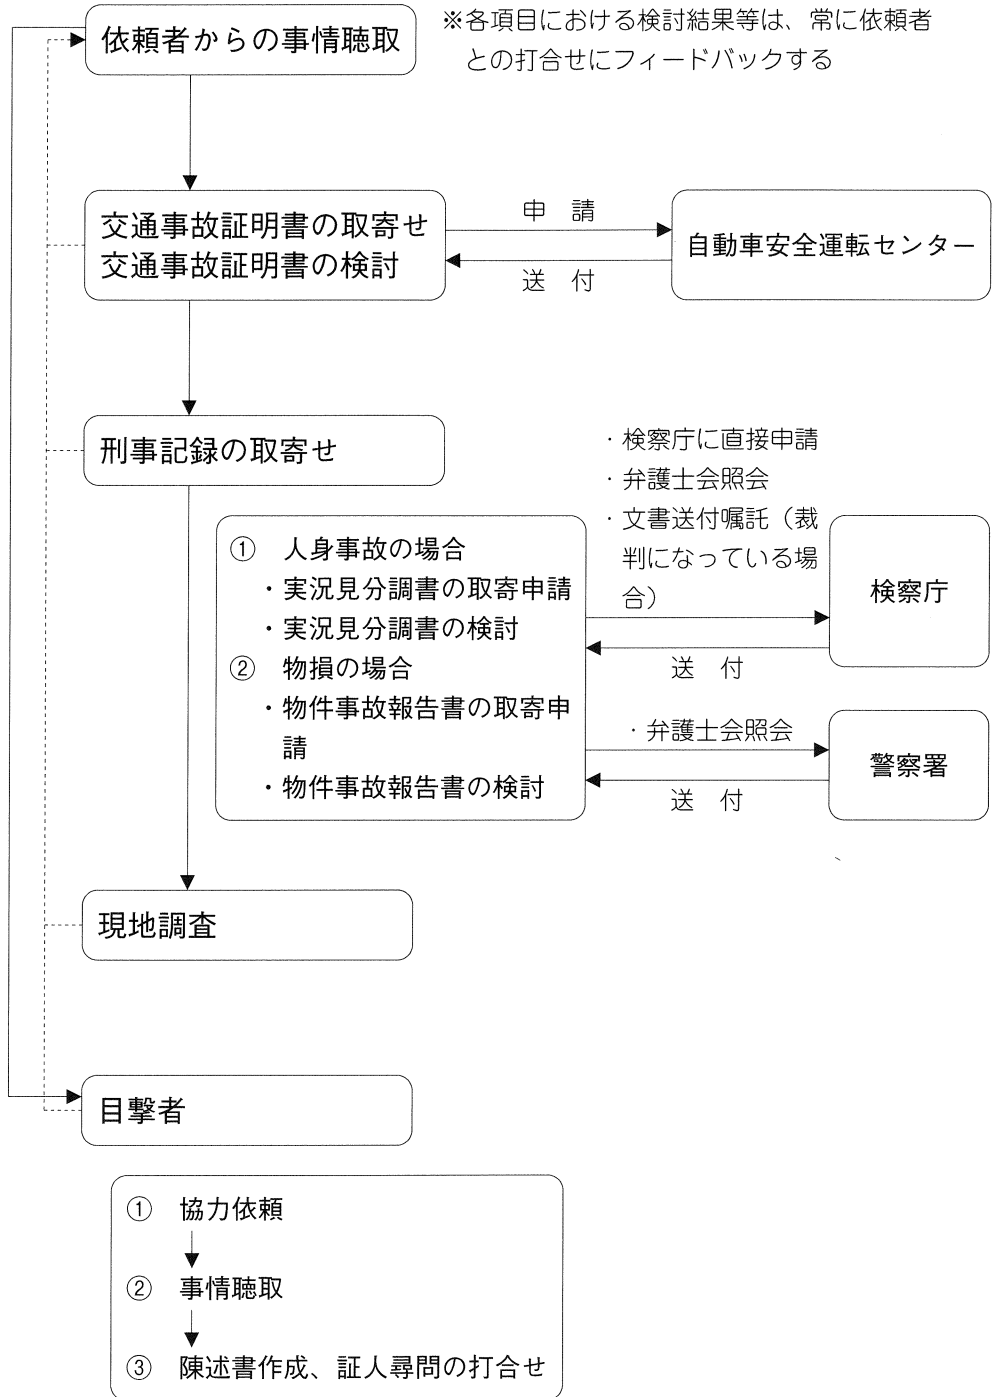 依頼者からの事情聴取
※各項目における検討結果等は、常に依頼者
との打合せにフィードバックする
交通事故証明書の取寄せ
交通事故証明書の検討
申　請
送　付
自動車安全運転センター
刑事記録の取寄せ
・検察庁に直接申請
・弁護士会照会
・文書送付嘱託（裁
判になっている場
合）
①　人身事故の場合
・実況見分調書の取寄申請
・実況見分調書の検討
②　物損の場合
・物件事故報告書の取寄申
請
・物件事故報告書の検討
送　付
検察庁
・弁護士会照会
送　付
警察署
現地調査
目撃者
①　協力依頼
②　事情聴取
③　陳述書作成、証人尋問の打合せ